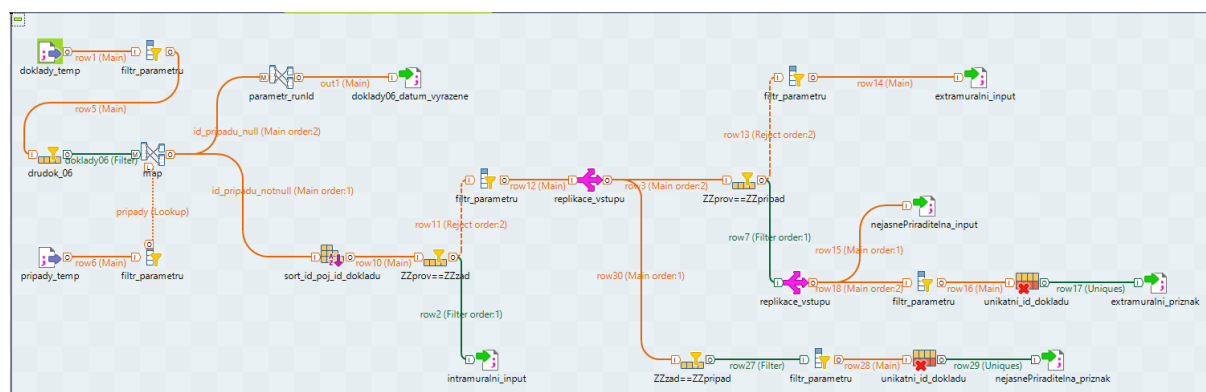 row1 (Main)
doklady_temp
filtr_parametru
row5 (Main)
parametr_runId
out1 (Main)
doklady06_datum_vyrazene
filtr_parametru
row14 (Main)
extramuralni_input
id_pripadu_null (Main order:2)
row13 (Reject order:2)
drudok_06
doklady06 (Filter)
map
id_pripadu_notnull (Main order:1)
filtr_parametru
row12 (Main)
replikace_vstupu
row3 (Main order:2)
ZZprov==ZZpripad
pripady (Lookup)
row11 (Reject order:2)
row7 (Filter order:1)
nejasnePriraditelna_input
row15 (Main order:1)
pripady_temp
row6 (Main)
filtr_parametru
sort_id_poj_id_dokladu
row10 (Main)
ZZprov==ZZzad
row30 (Main order:1)
replikace_vstupu
row18 (Main order:2)
filtr_parametru
row16 (Main)
unikatni_id_dokladu
row17 (Uniques)
extramuralni_priznak
row2 (Filter order:1)
intramuralni_input
ZZzad==ZZpripad
row27 (Filter)
filtr_parametru
row28 (Main)
unikatni_id_dokladu
row29 (Uniques)
nejasnePriraditelna_priznak